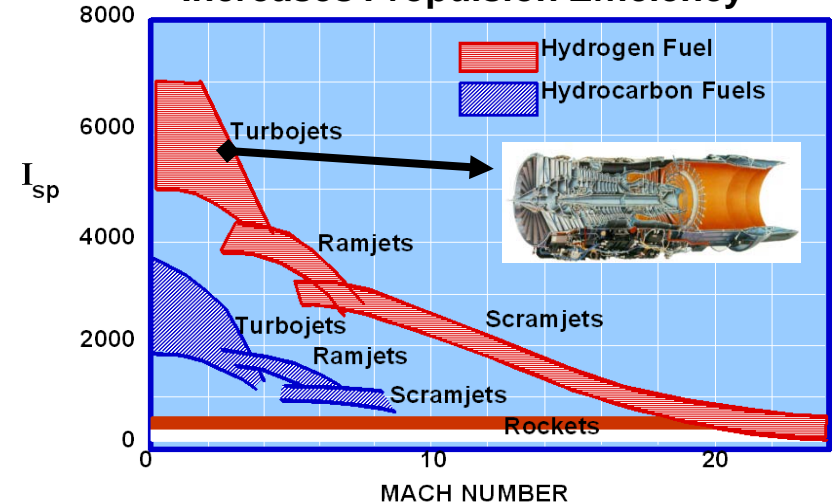 Increases Propulsion Efficiency
8000
Hydrogen Fuel
Hydrocarbon Fuels
6000
Turbojets
Isp
4000
Ramjets
Scramjets
2000
Turbojets
Ramjets
Scramjets
Rockets
0
0 10 20
MACH NUMBER